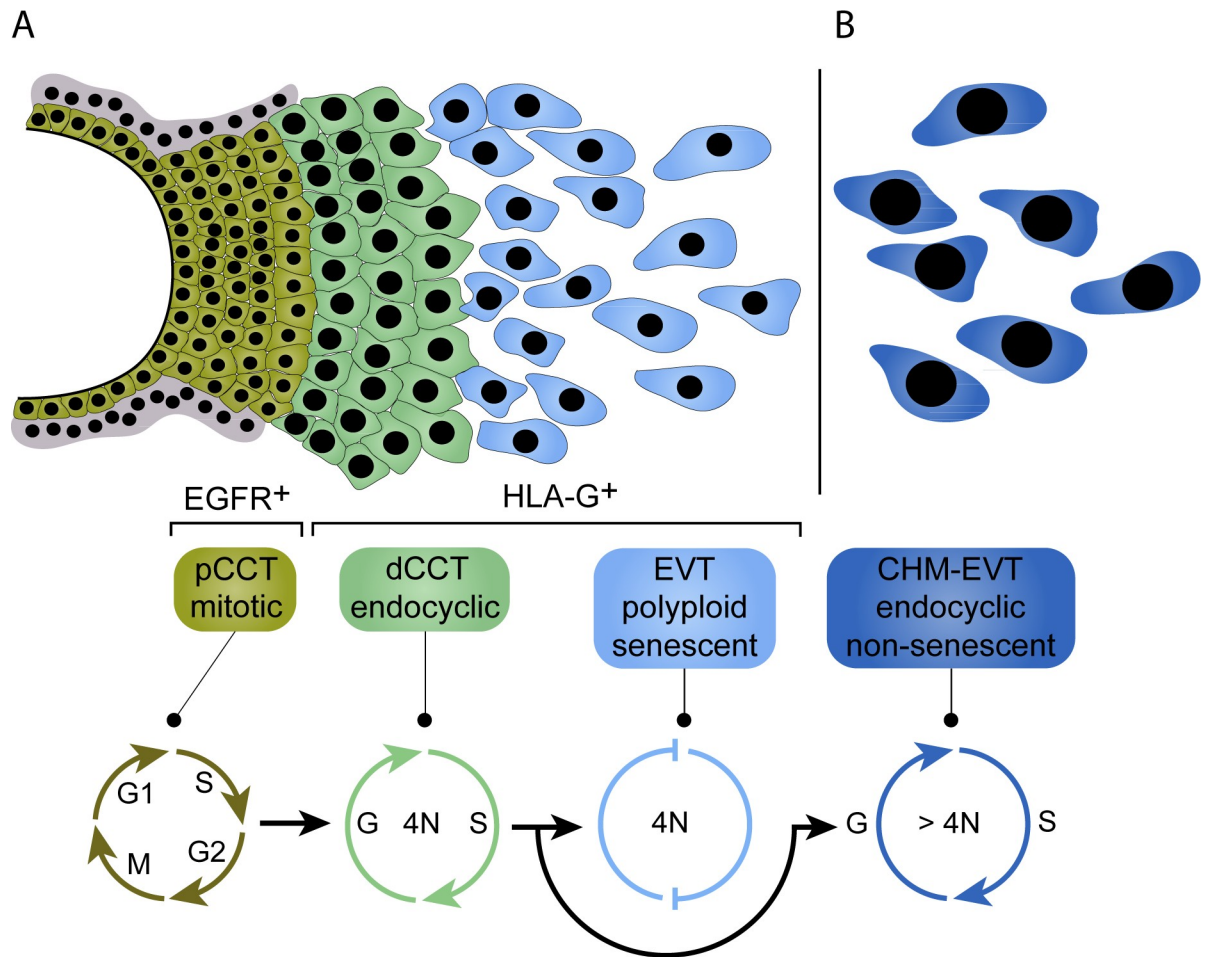 A
B
EGFR+
HLA-G+
pCCT
mitotic
dCCT
endocyclic
EVT
polyploid
senescent
CHM-EVT
endocyclic
non-senescent
G1
S
G2
M
G
4N
S
4N
G
> 4N
S